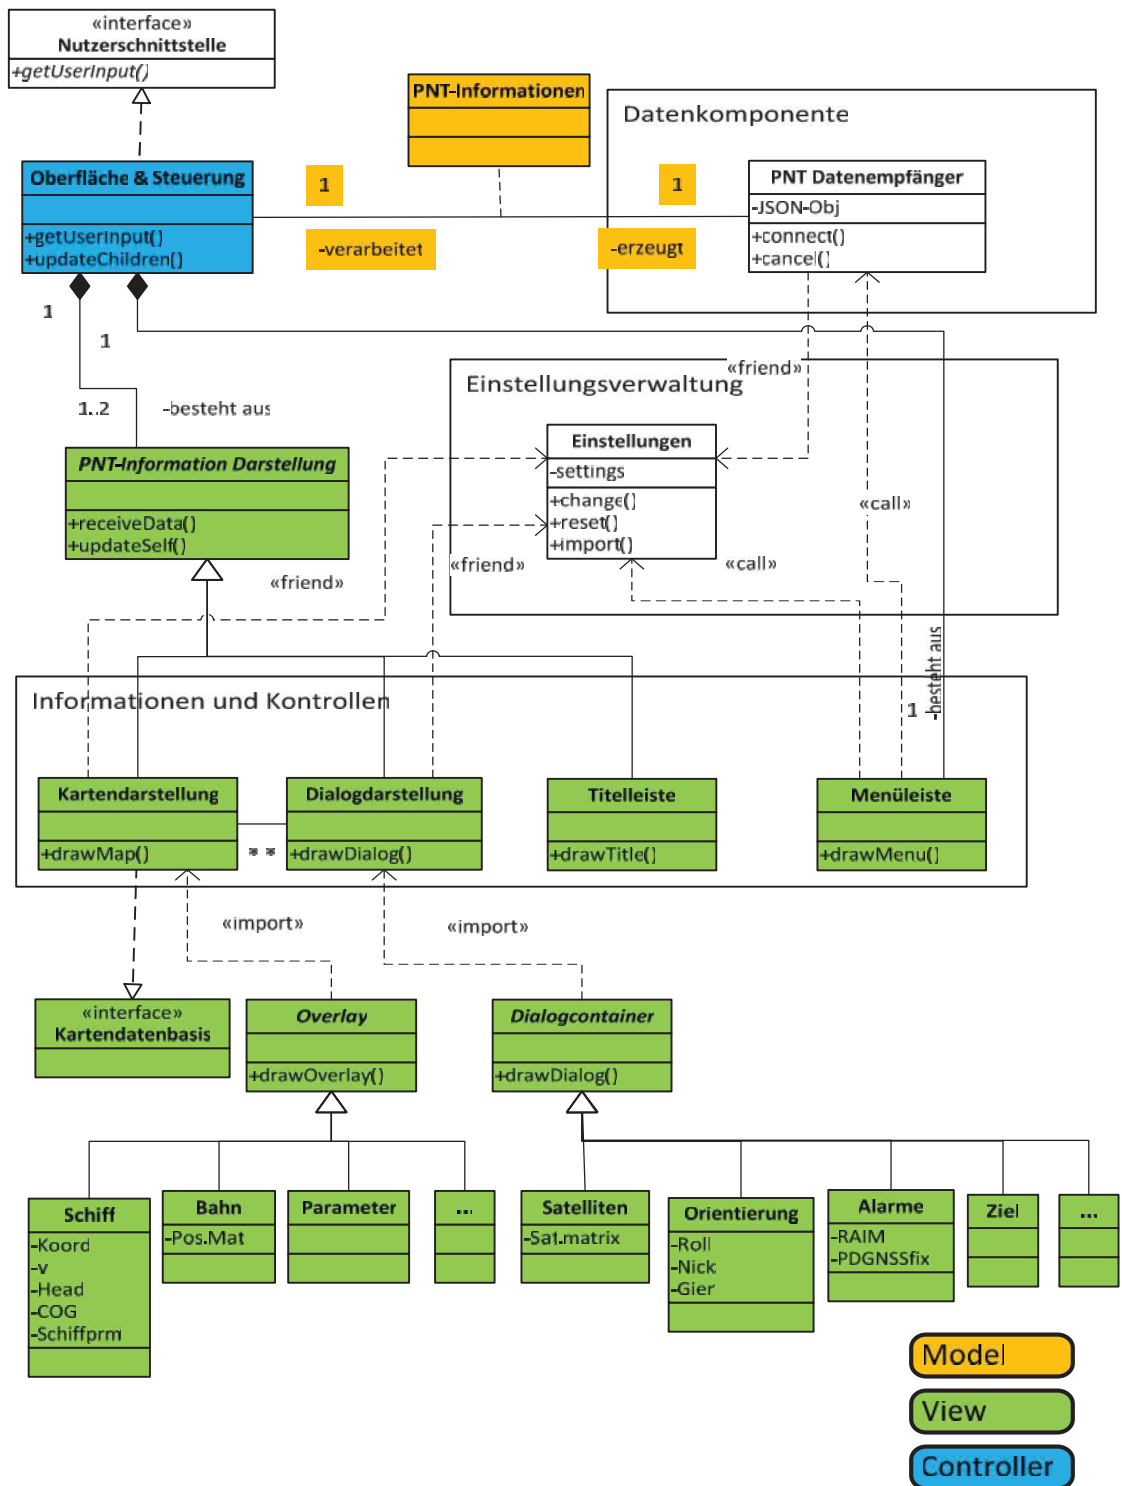 «interface»
Nutzerschnittstelle
+getUserInput()
PNT-Informationen
Datenkomponente
Oberfläche & Steuerung
+getUserInput()
+updateChildren()
1
-verarbeitet
1
-erzeugt
PNT Datenempfänger
-JSON-Obj
+connect()
+cancel()
1
1
1..2
-besteht aus
«friend»
Einstellungsverwaltung
Einstellungen
-settings
+change()
+reset()
+import()
PNT-Information Darstellung
+receiveData()
+updateSelf()
«friend»
«friend»
«call»
«call»
-besteht aus
1
Informationen und Kontrollen
Kartendarstellung
+drawMap()
* *
Dialogdarstellung
+drawDialog()
Titelleiste
+drawTitle()
Menüleiste
+drawMenu()
«import»
«import»
«interface»
Kartendatenbasis
Overlay
+drawOverlay()
Dialogcontainer
+drawDialog()
Schiff
-Koord
-v
-Head
-COG
-Schiffprm
Bahn
-Pos.Mat
Parameter
...
Satelliten
-Sat.matrix
Orientierung
-Roll
-Nick
-Gier
Alarme
-RAIM
-PDGNSSfix
Ziel
...
Model
View
Controller